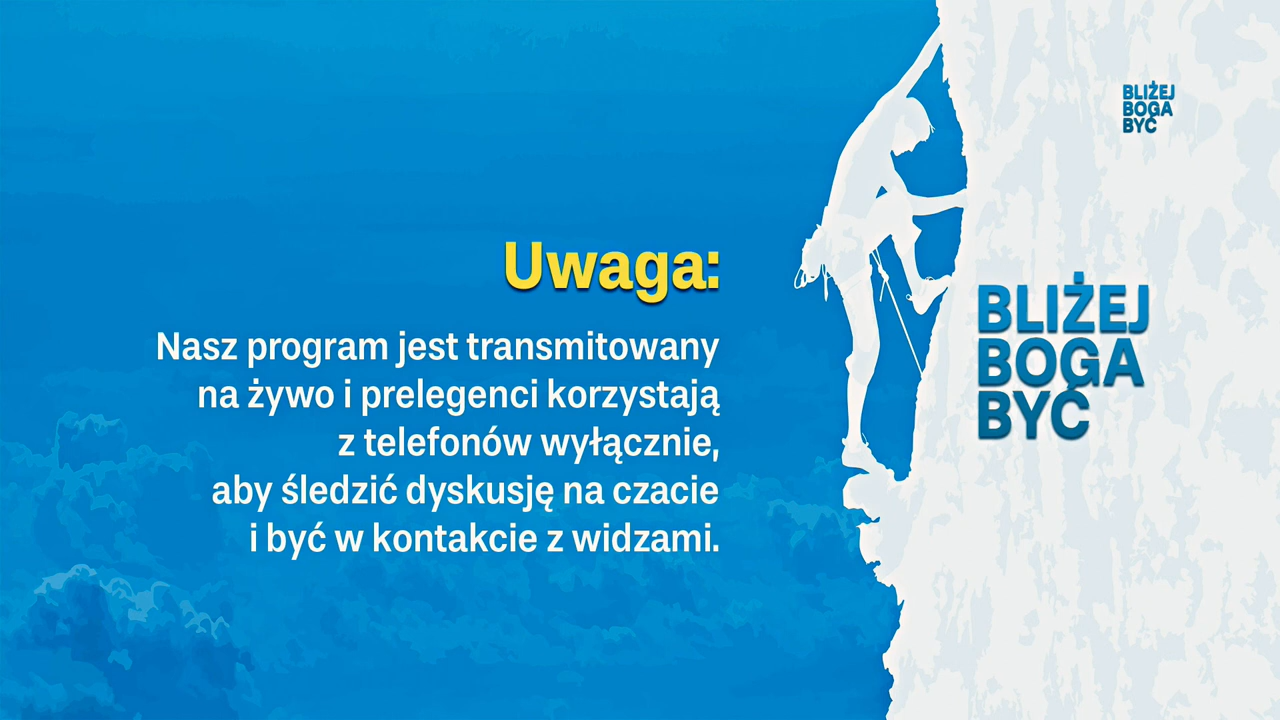 BLIŻEJ
BOGA
BYĆ
Uwaga:
Nasz program jest transmitowany
na żywo i prelegenci korzystają
z telefonów wyłącznie,
aby śledzić dyskusję na czacie
i być w kontakcie z widzami.
BLIŻEJ
BOGA
BYĆ